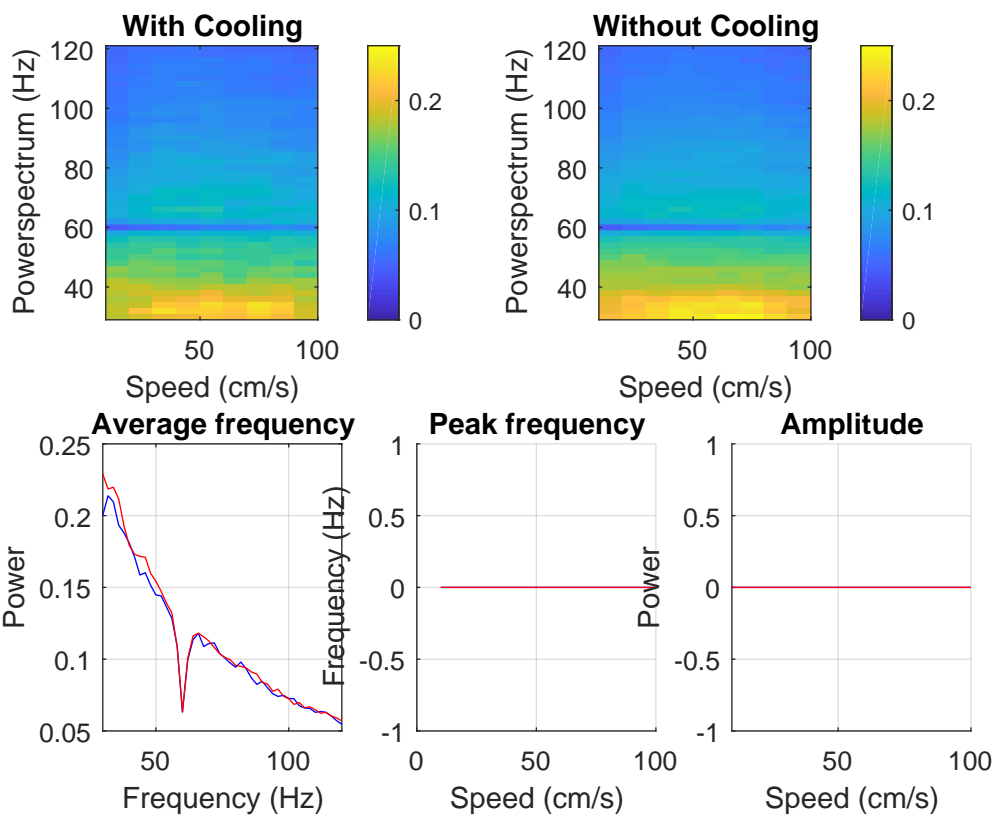 With Cooling
Powerspectrum (Hz)
120
100
80
60
40
50
100
Speed (cm/s)
0.2
0.1
0
Without Cooling
Powerspectrum (Hz)
120
100
80
60
40
50
100
Speed (cm/s)
0.2
0.1
0
Average frequency
Power
0.25
0.2
0.15
0.1
0.05
50
100
Frequency (Hz)
Peak frequency
Frequency (Hz)
1
0.5
0
-0.5
-1
0
50
100
Speed (cm/s)
Amplitude
Power
1
0.5
0
-0.5
-1
50
100
Speed (cm/s)